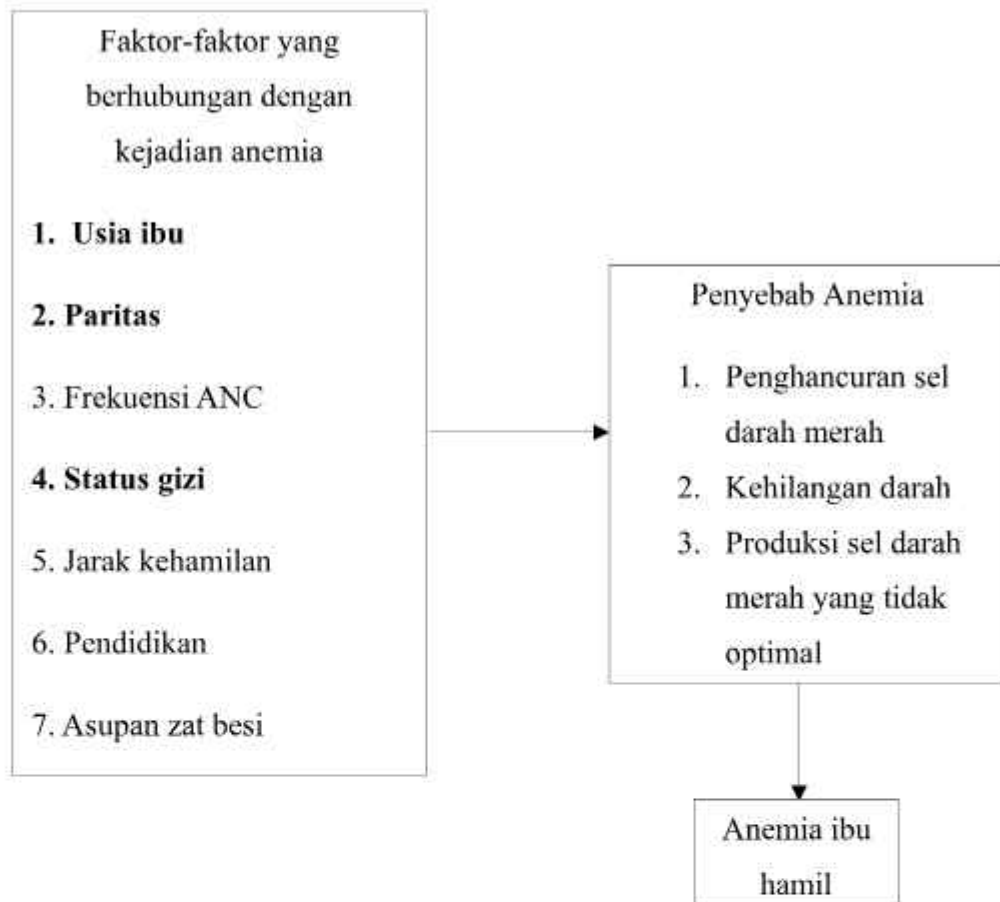 Faktor-faktor yang
berhubungan dengan
kejadian anemia
1. Usia ibu
2. Paritas
3. Frekuensi ANC
4. Status gizi
5. Jarak kehamilan
6. Pendidikan
7. Asupan zat besi
Penyebab Anemia
1. Penghancuran sel
darah merah
2. Kehilangan darah
3. Produksi sel darah
merah yang tidak
optimal
Anemia ibu
hamil